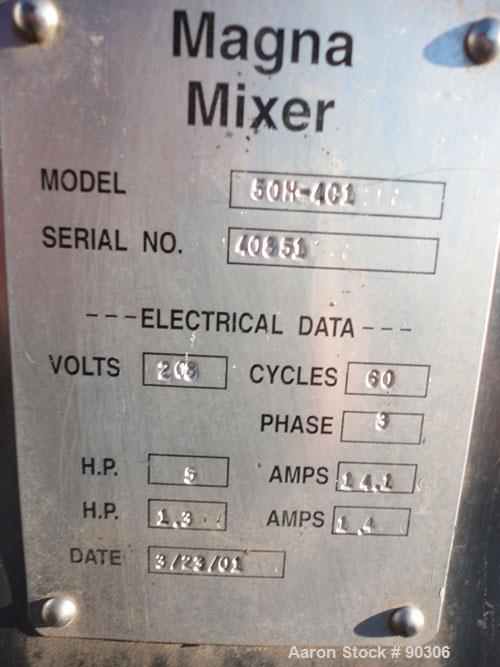 Magna
Mixer
MODEL 50H-401
SERIAL NO. 40851
---ELECTRICAL DATA---
VOLTS 208 CYCLES 60
PHASE 3
H.P. 5 AMPS 14.1
H.P. 1.3 AMPS 1.4
DATE 3/23/01
Aaron Stock # 90306